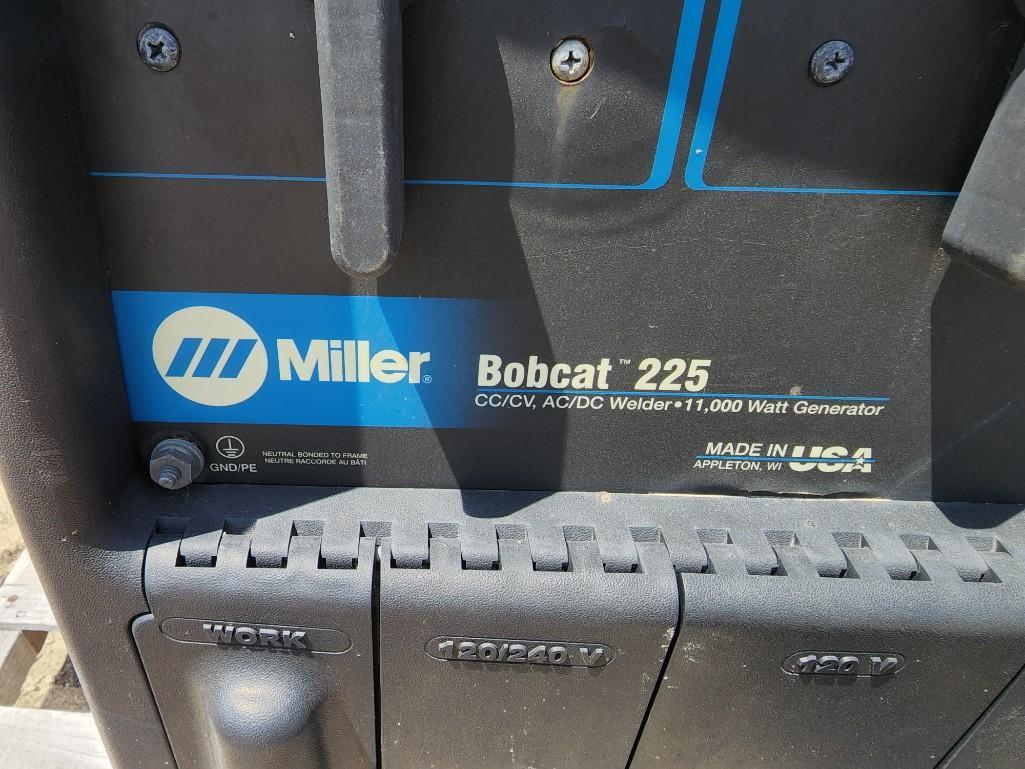 Miller®
Bobcat™ 225
CC/CV, AC/DC Welder•11,000 Watt Generator
GND/PE
NEUTRAL BONDED TO FRAME
NEUTRE RACCORDE AU BÂTI
MADE IN USA
APPLETON, WI
WORK
120/240 V
120 V